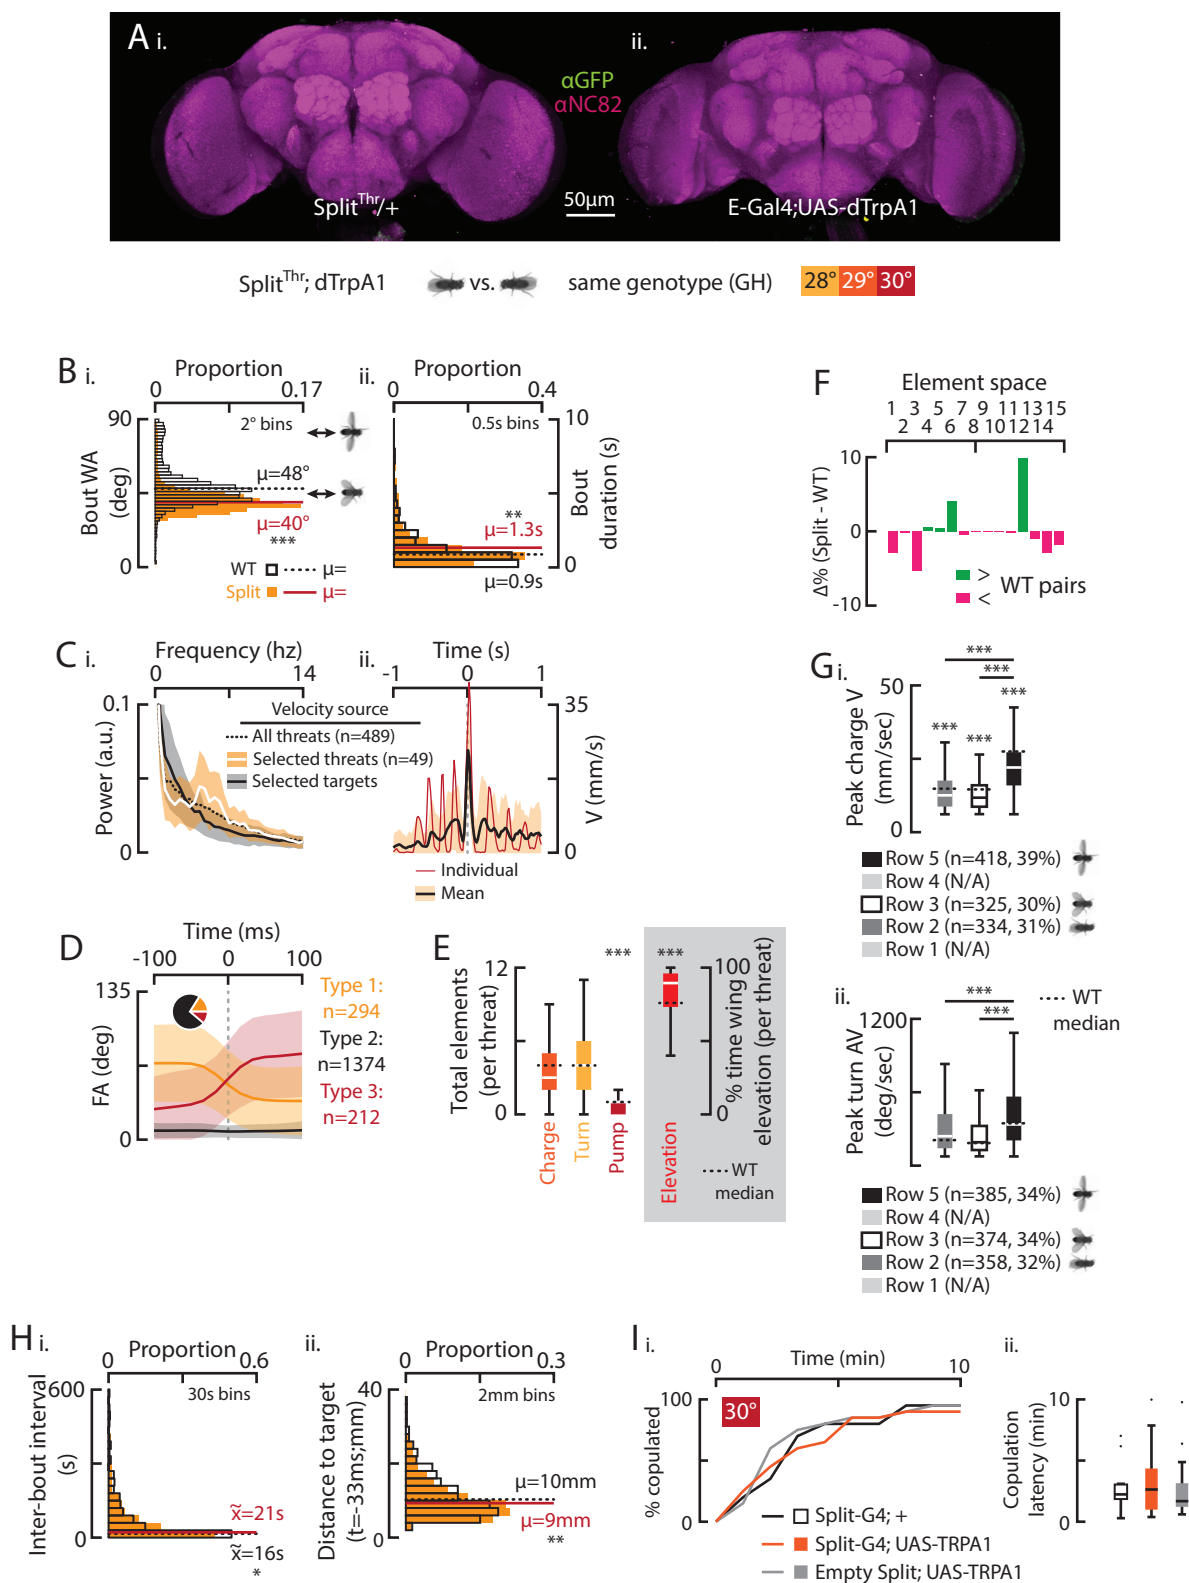 A i.
ii.
αGFP
αNC82
Split^Thr/+
50µm
E-Gal4;UAS-dTrpA1
Split^Thr; dTrpA1
vs.
same genotype (GH)
28° 29° 30°
B i.
Proportion
0 0.17
90
2° bins
Bout WA
(deg)
µ=48°
µ=40°
***
0
WT µ=
Split µ=
ii.
Proportion
0 0.4
0.5s bins
10
Bout
duration (s)
**
µ=1.3s
µ=0.9s
0
F
Element space
1 3 5 7 9 11 13 15
2 4 6 8 10 12 14
10
0
-10
Δ% (Split - WT)
>
<
WT pairs
C i.
Frequency (hz)
0 14
0.1
Power (a.u.)
0
Velocity source
All threats (n=489)
Selected threats (n=49)
Selected targets
ii.
Time (s)
-1 0 1
35
V (mm/s)
0
Individual
Mean
G i.
***
***
***
***
***
50
Peak charge V
(mm/sec)
0
Row 5 (n=418, 39%)
Row 4 (N/A)
Row 3 (n=325, 30%)
Row 2 (n=334, 31%)
Row 1 (N/A)
ii.
***
***
WT
median
1200
Peak turn AV
(deg/sec)
0
Row 5 (n=385, 34%)
Row 4 (N/A)
Row 3 (n=374, 34%)
Row 2 (n=358, 32%)
Row 1 (N/A)
D
Time (ms)
-100 0 100
135
FA (deg)
0
Type 1:
n=294
Type 2:
n=1374
Type 3:
n=212
E
*** ***
12
Total elements
(per threat)
0
Charge
Turn
Pump
Elevation
100
% time wing
elevation (per threat)
0
WT
median
H i.
Proportion
0 0.6
600
30s bins
Inter-bout interval
(s)
x̃=21s
0
x̃=16s
*
ii.
Proportion
0 0.3
40
2mm bins
Distance to target
(t=-33ms;mm)
µ=10mm
µ=9mm
0
**
I i.
Time (min)
0 10
100
30°
% copulated
0
Split-G4; +
Split-G4; UAS-TRPA1
Empty Split; UAS-TRPA1
ii.
10
Copulation
latency (min)
0